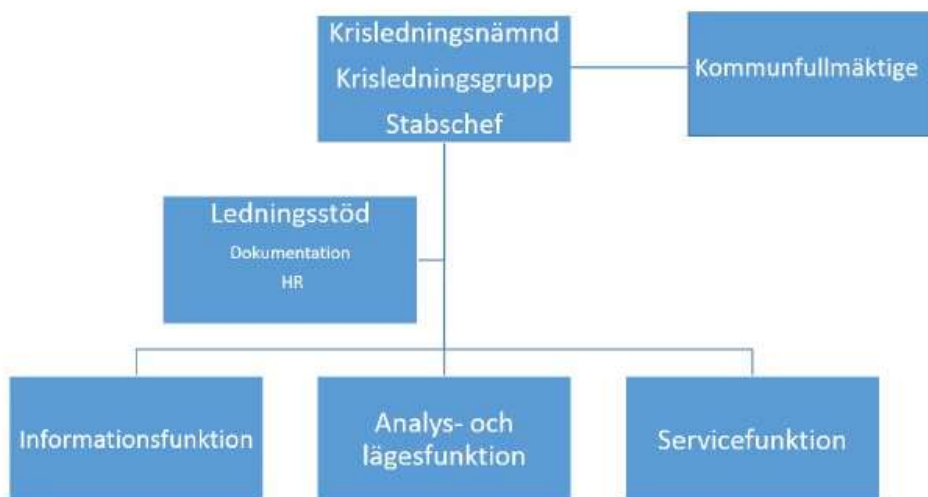 Krisledningsnämnd
Krisledningsgrupp
Stabschef
Kommunfullmäktige
Ledningsstöd
Dokumentation
HR
Informationsfunktion
Analys- och
lägesfunktion
Servicefunktion